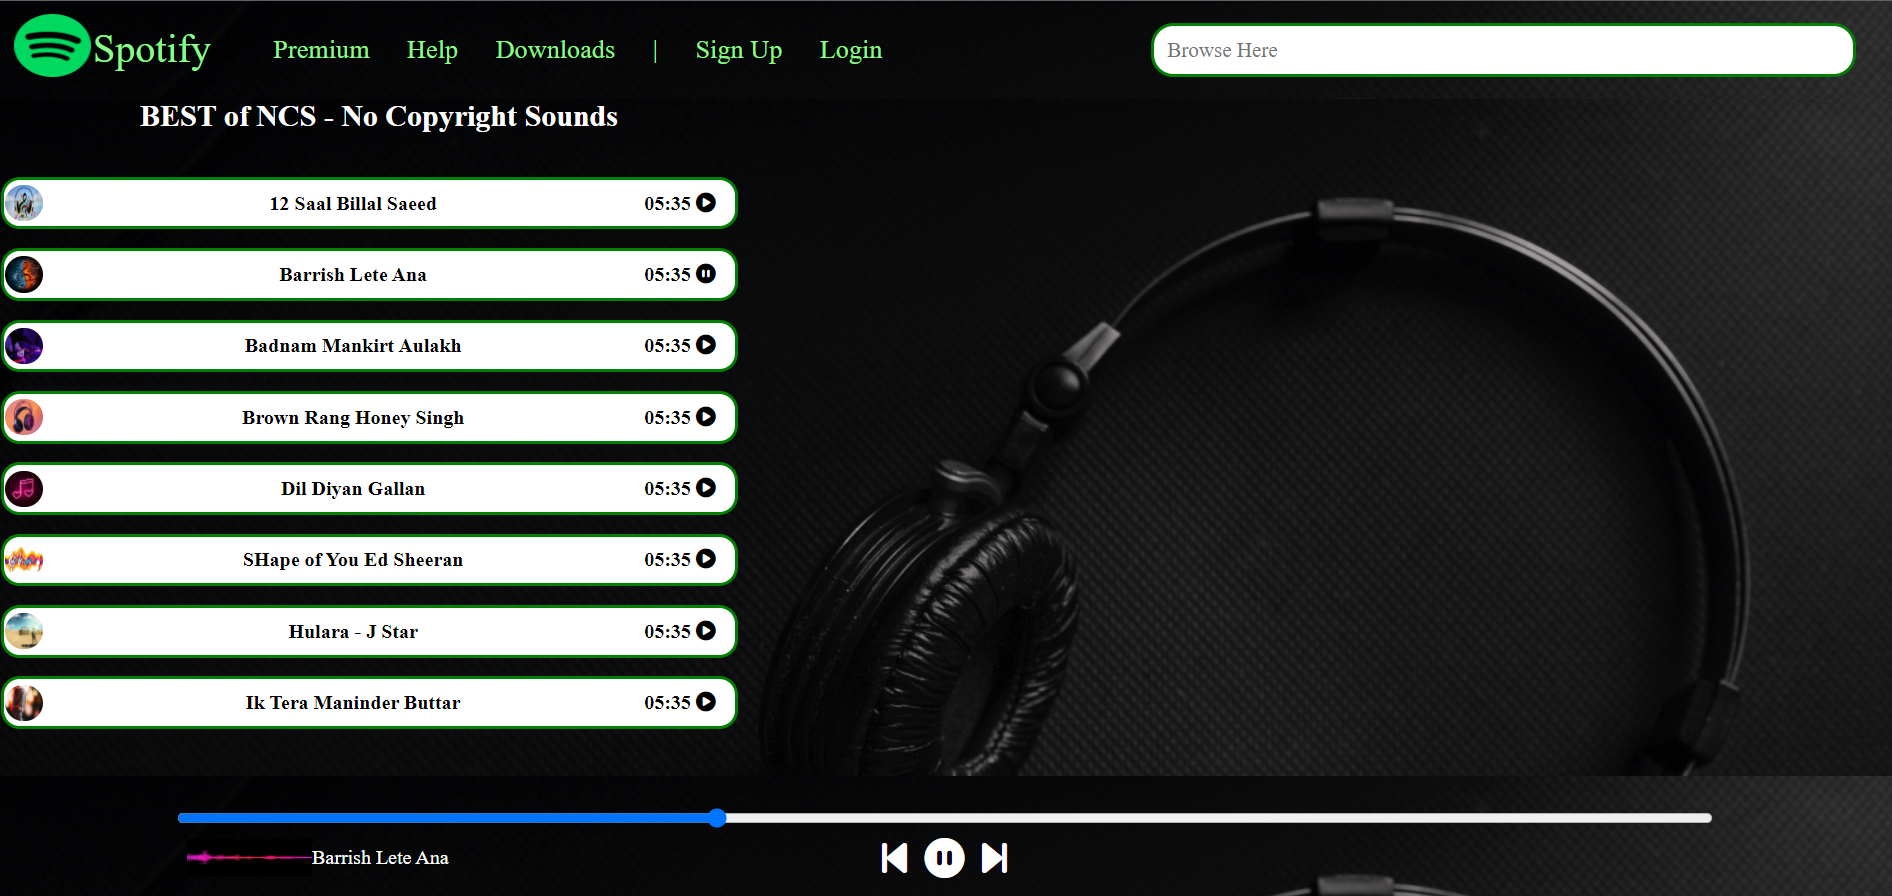 Spotify Premium Help Downloads | Sign Up Login Browse Here
BEST of NCS - No Copyright Sounds
12 Saal Billal Saeed 05:35
Barrish Lete Ana 05:35
Badnam Mankirt Aulakh 05:35
Brown Rang Honey Singh 05:35
Dil Diyan Gallan 05:35
SHape of You Ed Sheeran 05:35
Hulara - J Star 05:35
Ik Tera Maninder Buttar 05:35
Barrish Lete Ana